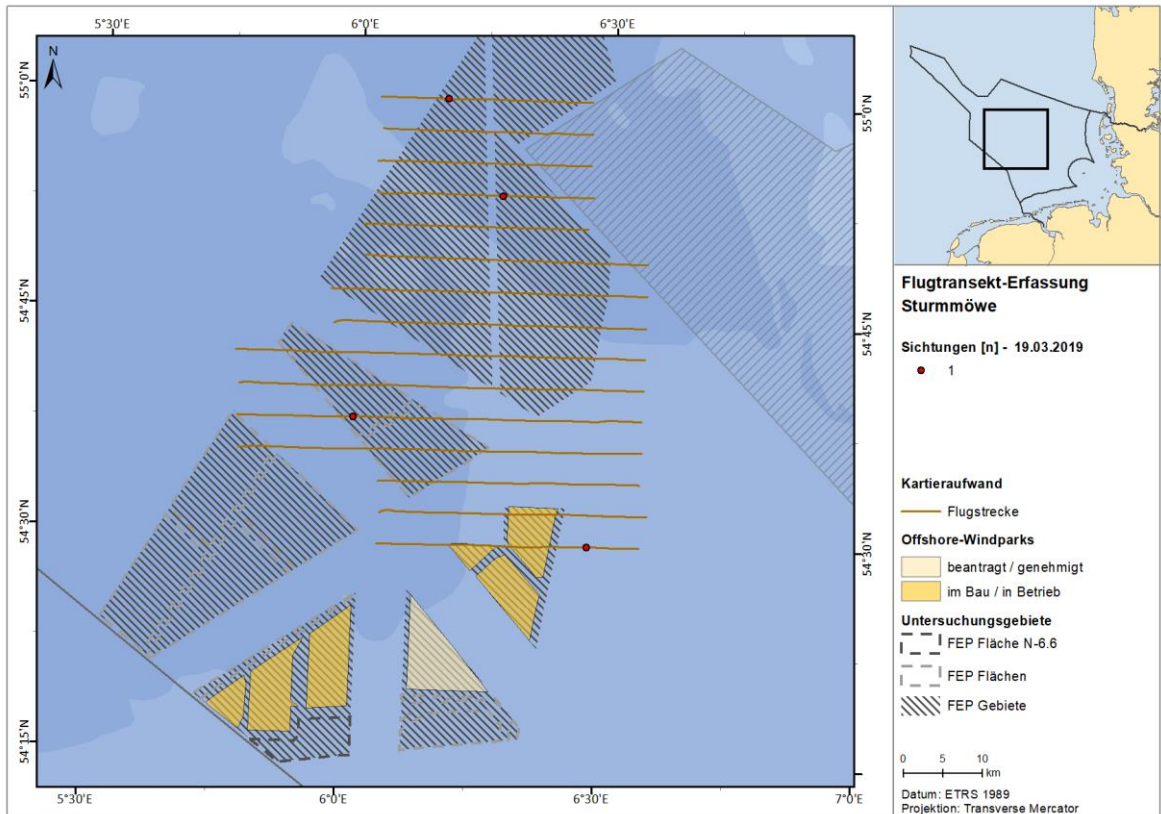 5°30'E
6°0'E
6°30'E
N
55°0'N
54°45'N
54°30'N
54°15'N
55°0'N
54°45'N
54°30'N
5°30'E
6°0'E
6°30'E
7°0'E
Flugtransekt-Erfassung
Sturmmöwe
Sichtungen [n] - 19.03.2019
1
Kartieraufwand
Flugstrecke
Offshore-Windparks
beantragt / genehmigt
im Bau / in Betrieb
Untersuchungsgebiete
FEP Fläche N-6.6
FEP Flächen
FEP Gebiete
0 5 10
km
Datum: ETRS 1989
Projektion: Transverse Mercator